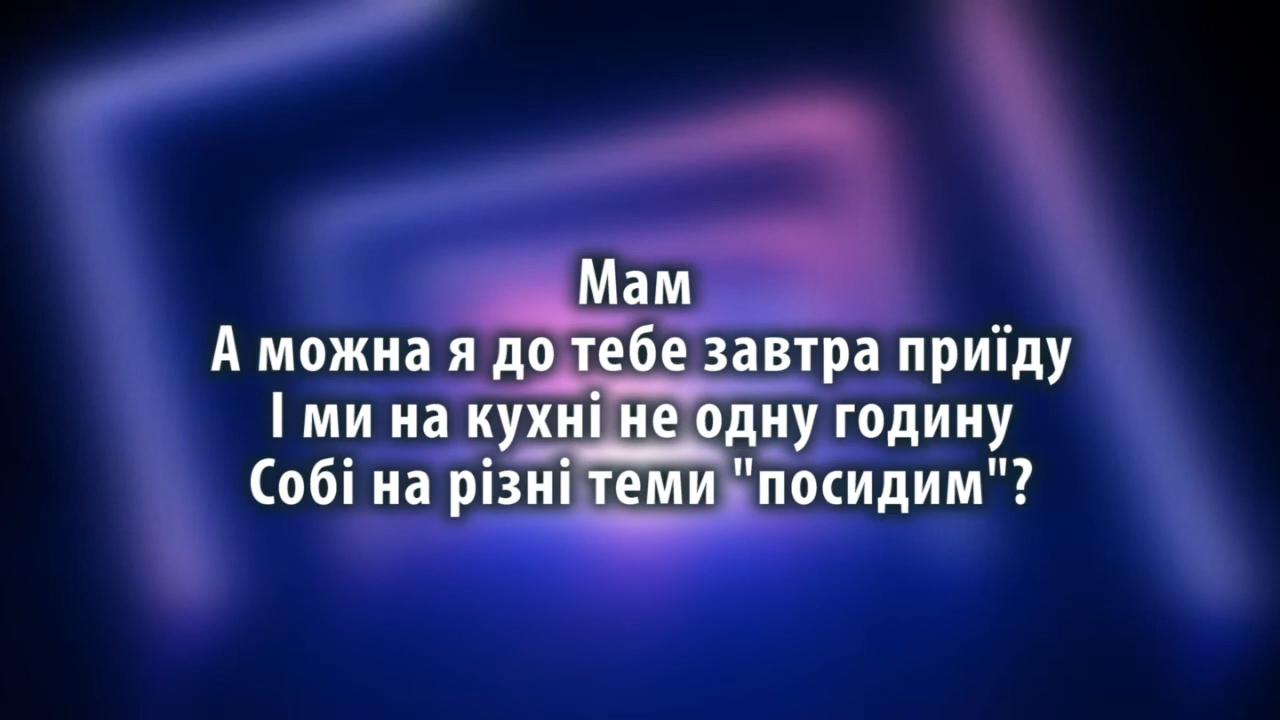 Мам
А можна я до тебе завтра приїду
І ми на кухні не одну годину
Собі на різні теми "посидим"?